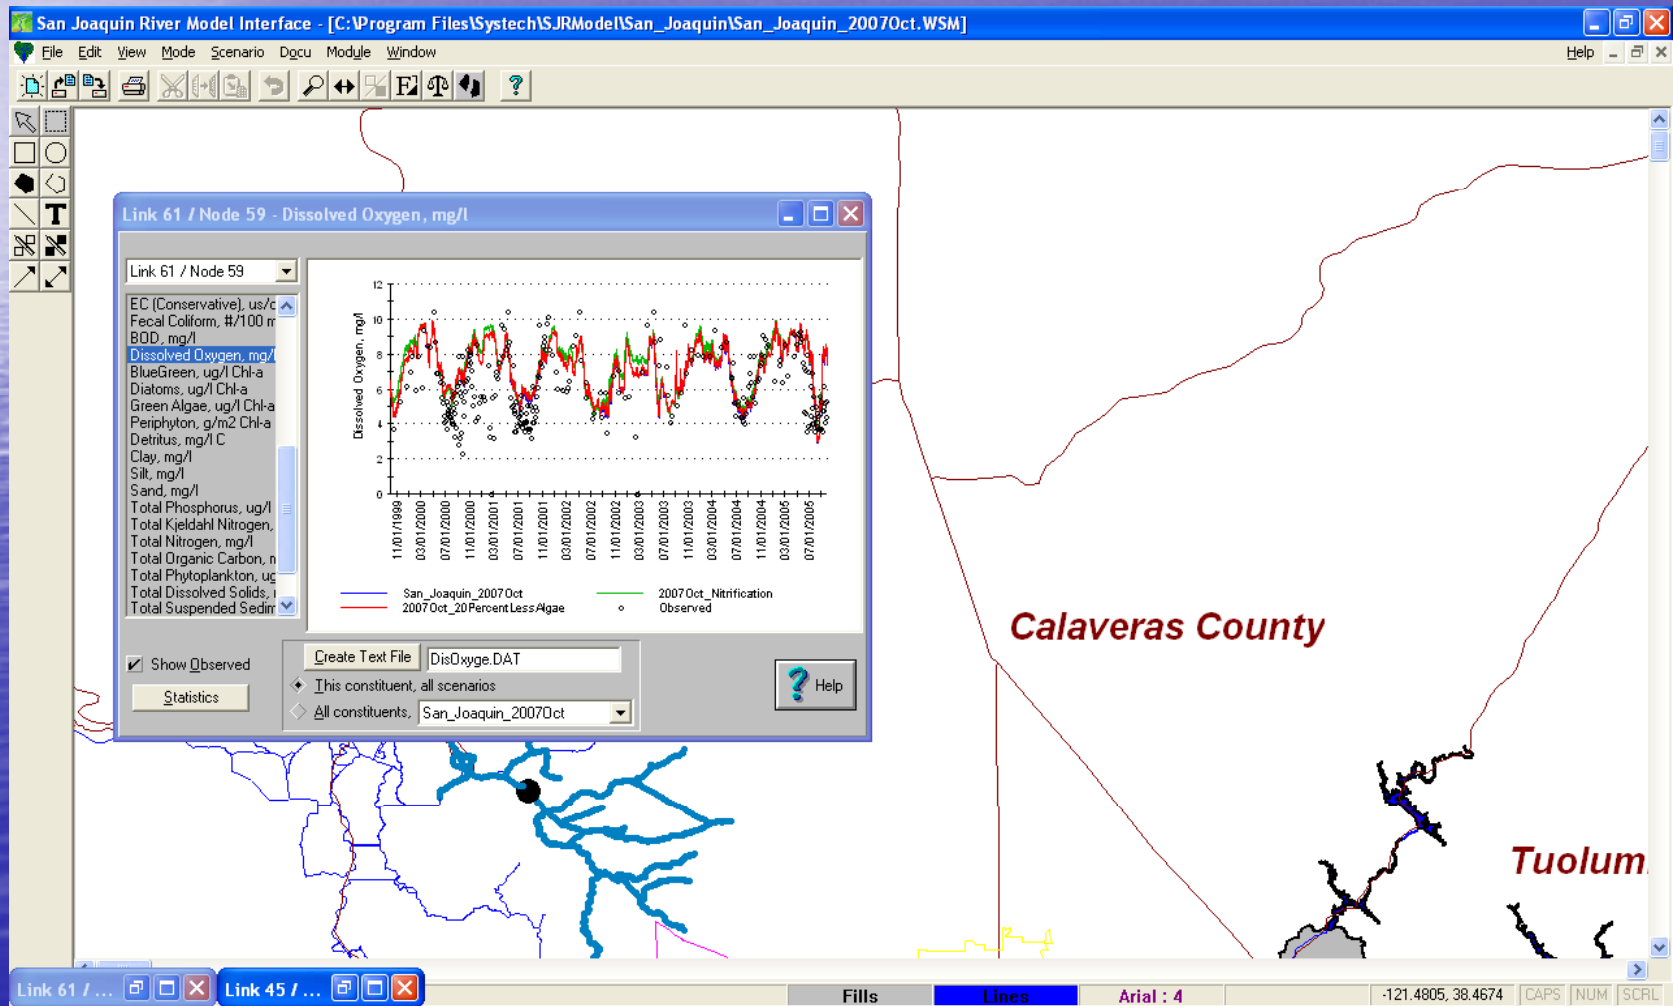 San Joaquin River Model Interface - [C:\Program Files\Systech\SJRModel\San_Joaquin\San_Joaquin_2007Oct.WSM]
File Edit View Mode Scenario Docu Module Window Help
Link 61 / Node 59 - Dissolved Oxygen, mg/l
Link 61 / Node 59
EC (Conservative), us/c
Fecal Coliform, #/100 m
BOD, mg/l
Dissolved Oxygen, mg/l
BlueGreen, ug/l Chl-a
Diatoms, ug/l Chl-a
Green Algae, ug/l Chl-a
Periphyton, g/m2 Chl-a
Detritus, mg/l C
Clay, mg/l
Silt, mg/l
Sand, mg/l
Total Phosphorus, ug/l
Total Kjeldahl Nitrogen,
Total Nitrogen, mg/l
Total Organic Carbon, m
Total Phytoplankton, ug
Total Dissolved Solids,
Total Suspended Sedim
Dissolved Oxygen, mg/l
12
10
8
6
4
2
0
11/01/1999
03/01/2000
07/01/2000
11/01/2000
03/01/2001
07/01/2001
11/01/2001
03/01/2002
07/01/2002
11/01/2002
03/01/2003
07/01/2003
11/01/2003
03/01/2004
07/01/2004
11/01/2004
03/01/2005
07/01/2005
San_Joaquin_2007Oct
2007Oct_Nitrification
2007Oct_20PercentLessAlgae
Observed
Show Observed
Statistics
Create Text File DisOxyge.DAT
This constituent, all scenarios
All constituents, San_Joaquin_2007Oct
Help
Calaveras County
Tuolum
Link 61 / ...
Link 45 / ...
Fills
Lines
Arial : 4
-121.4805, 38.4674
CAPS NUM SCRL